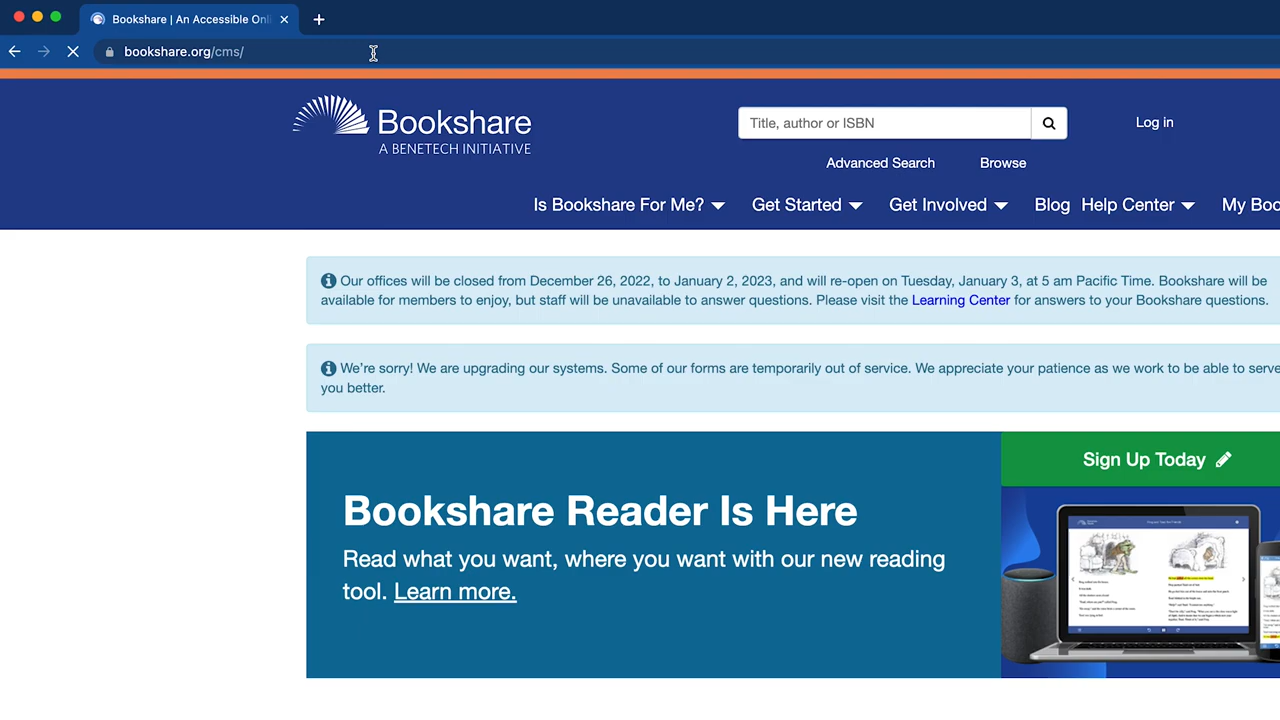 Bookshare | An Accessible Onli
bookshare.org/cms/
Bookshare
A BENETECH INITIATIVE
Title, author or ISBN
Log in
Advanced Search
Browse
Is Bookshare For Me?
Get Started
Get Involved
Blog
Help Center
My Boo
Our offices will be closed from December 26, 2022, to January 2, 2023, and will re-open on Tuesday, January 3, at 5 am Pacific Time. Bookshare will be
available for members to enjoy, but staff will be unavailable to answer questions. Please visit the Learning Center for answers to your Bookshare questions.
We're sorry! We are upgrading our systems. Some of our forms are temporarily out of service. We appreciate your patience as we work to be able to serve
you better.
Sign Up Today
Bookshare Reader Is Here
Read what you want, where you want with our new reading
tool. Learn more.